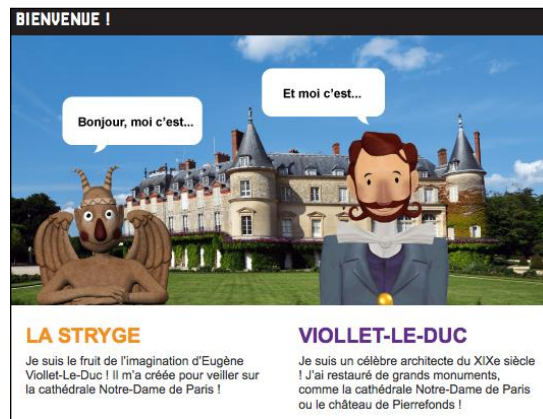 BIENVENUE !
Et moi c'est...
Bonjour, moi c'est...
LA STRYGE
Je suis le fruit de l'imagination d'Eugène
Viollet-Le-Duc ! Il m'a créée pour veiller sur
la cathédrale Notre-Dame de Paris !
VIOLLET-LE-DUC
Je suis un célèbre architecte du XIXe siècle
! J'ai restauré de grands monuments,
comme la cathédrale Notre-Dame de Paris
ou le château de Pierrefonds !